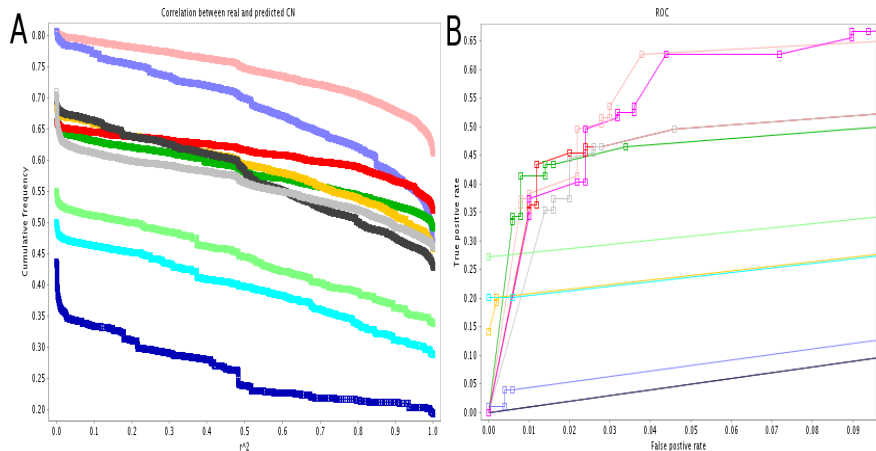 A
Correlation between real and predicted CN
Cumulative frequency
0.80
0.75
0.70
0.65
0.60
0.55
0.50
0.45
0.40
0.35
0.30
0.25
0.20
0.0 0.1 0.2 0.3 0.4 0.5 0.6 0.7 0.8 0.9 1.0
r^2
B
ROC
True positive rate
0.65
0.60
0.55
0.50
0.45
0.40
0.35
0.30
0.25
0.20
0.15
0.10
0.05
0.00
0.00 0.01 0.02 0.03 0.04 0.05 0.06 0.07 0.08 0.09
False postive rate